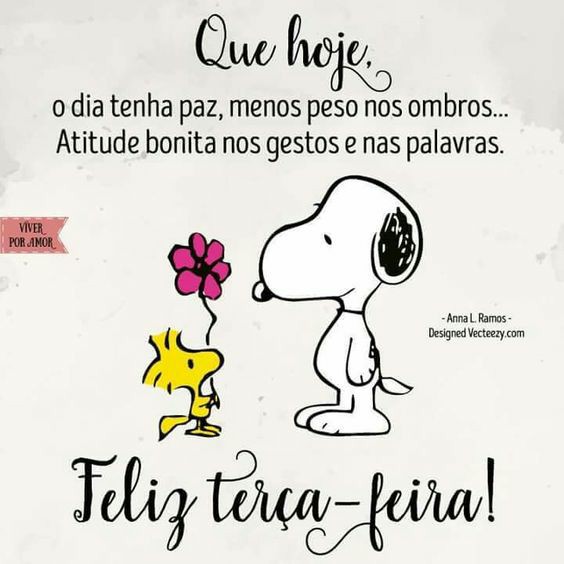 Que hoje,
o dia tenha paz, menos peso nos ombros...
Atitude bonita nos gestos e nas palavras.
VIVER
POR AMOR
- Anna L. Ramos -
Designed Vecteezy.com
Feliz terça-feira!